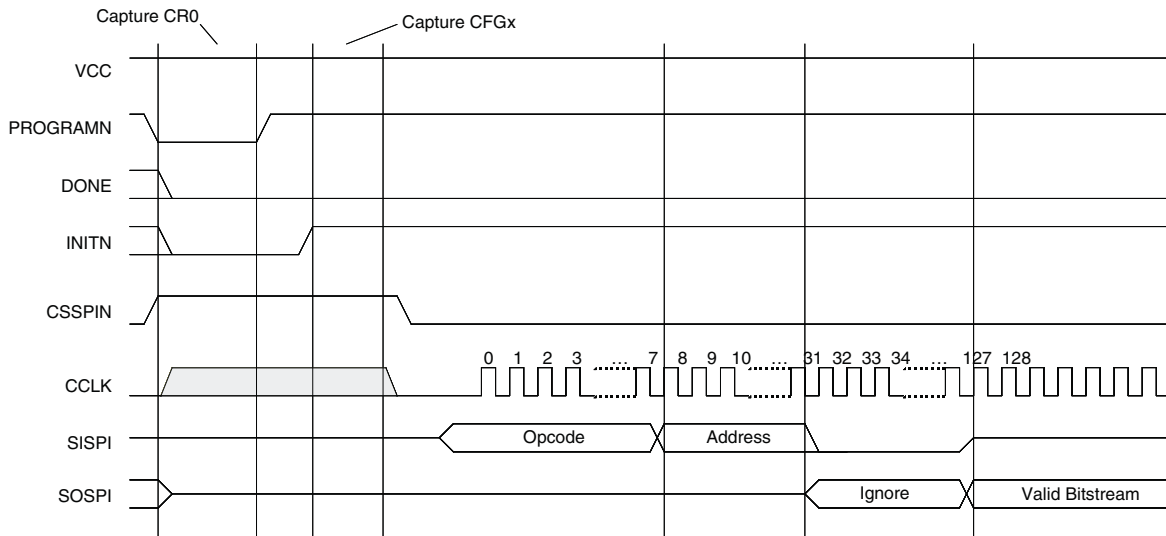 Capture CR0
Capture CFGx
VCC
PROGRAMN
DONE
INITN
CSSPIN
0 1 2 3 ... 7 8 9 10 ... 31 32 33 34 ... 127 128
CCLK
SISPI Opcode Address
SOSPI Ignore Valid Bitstream